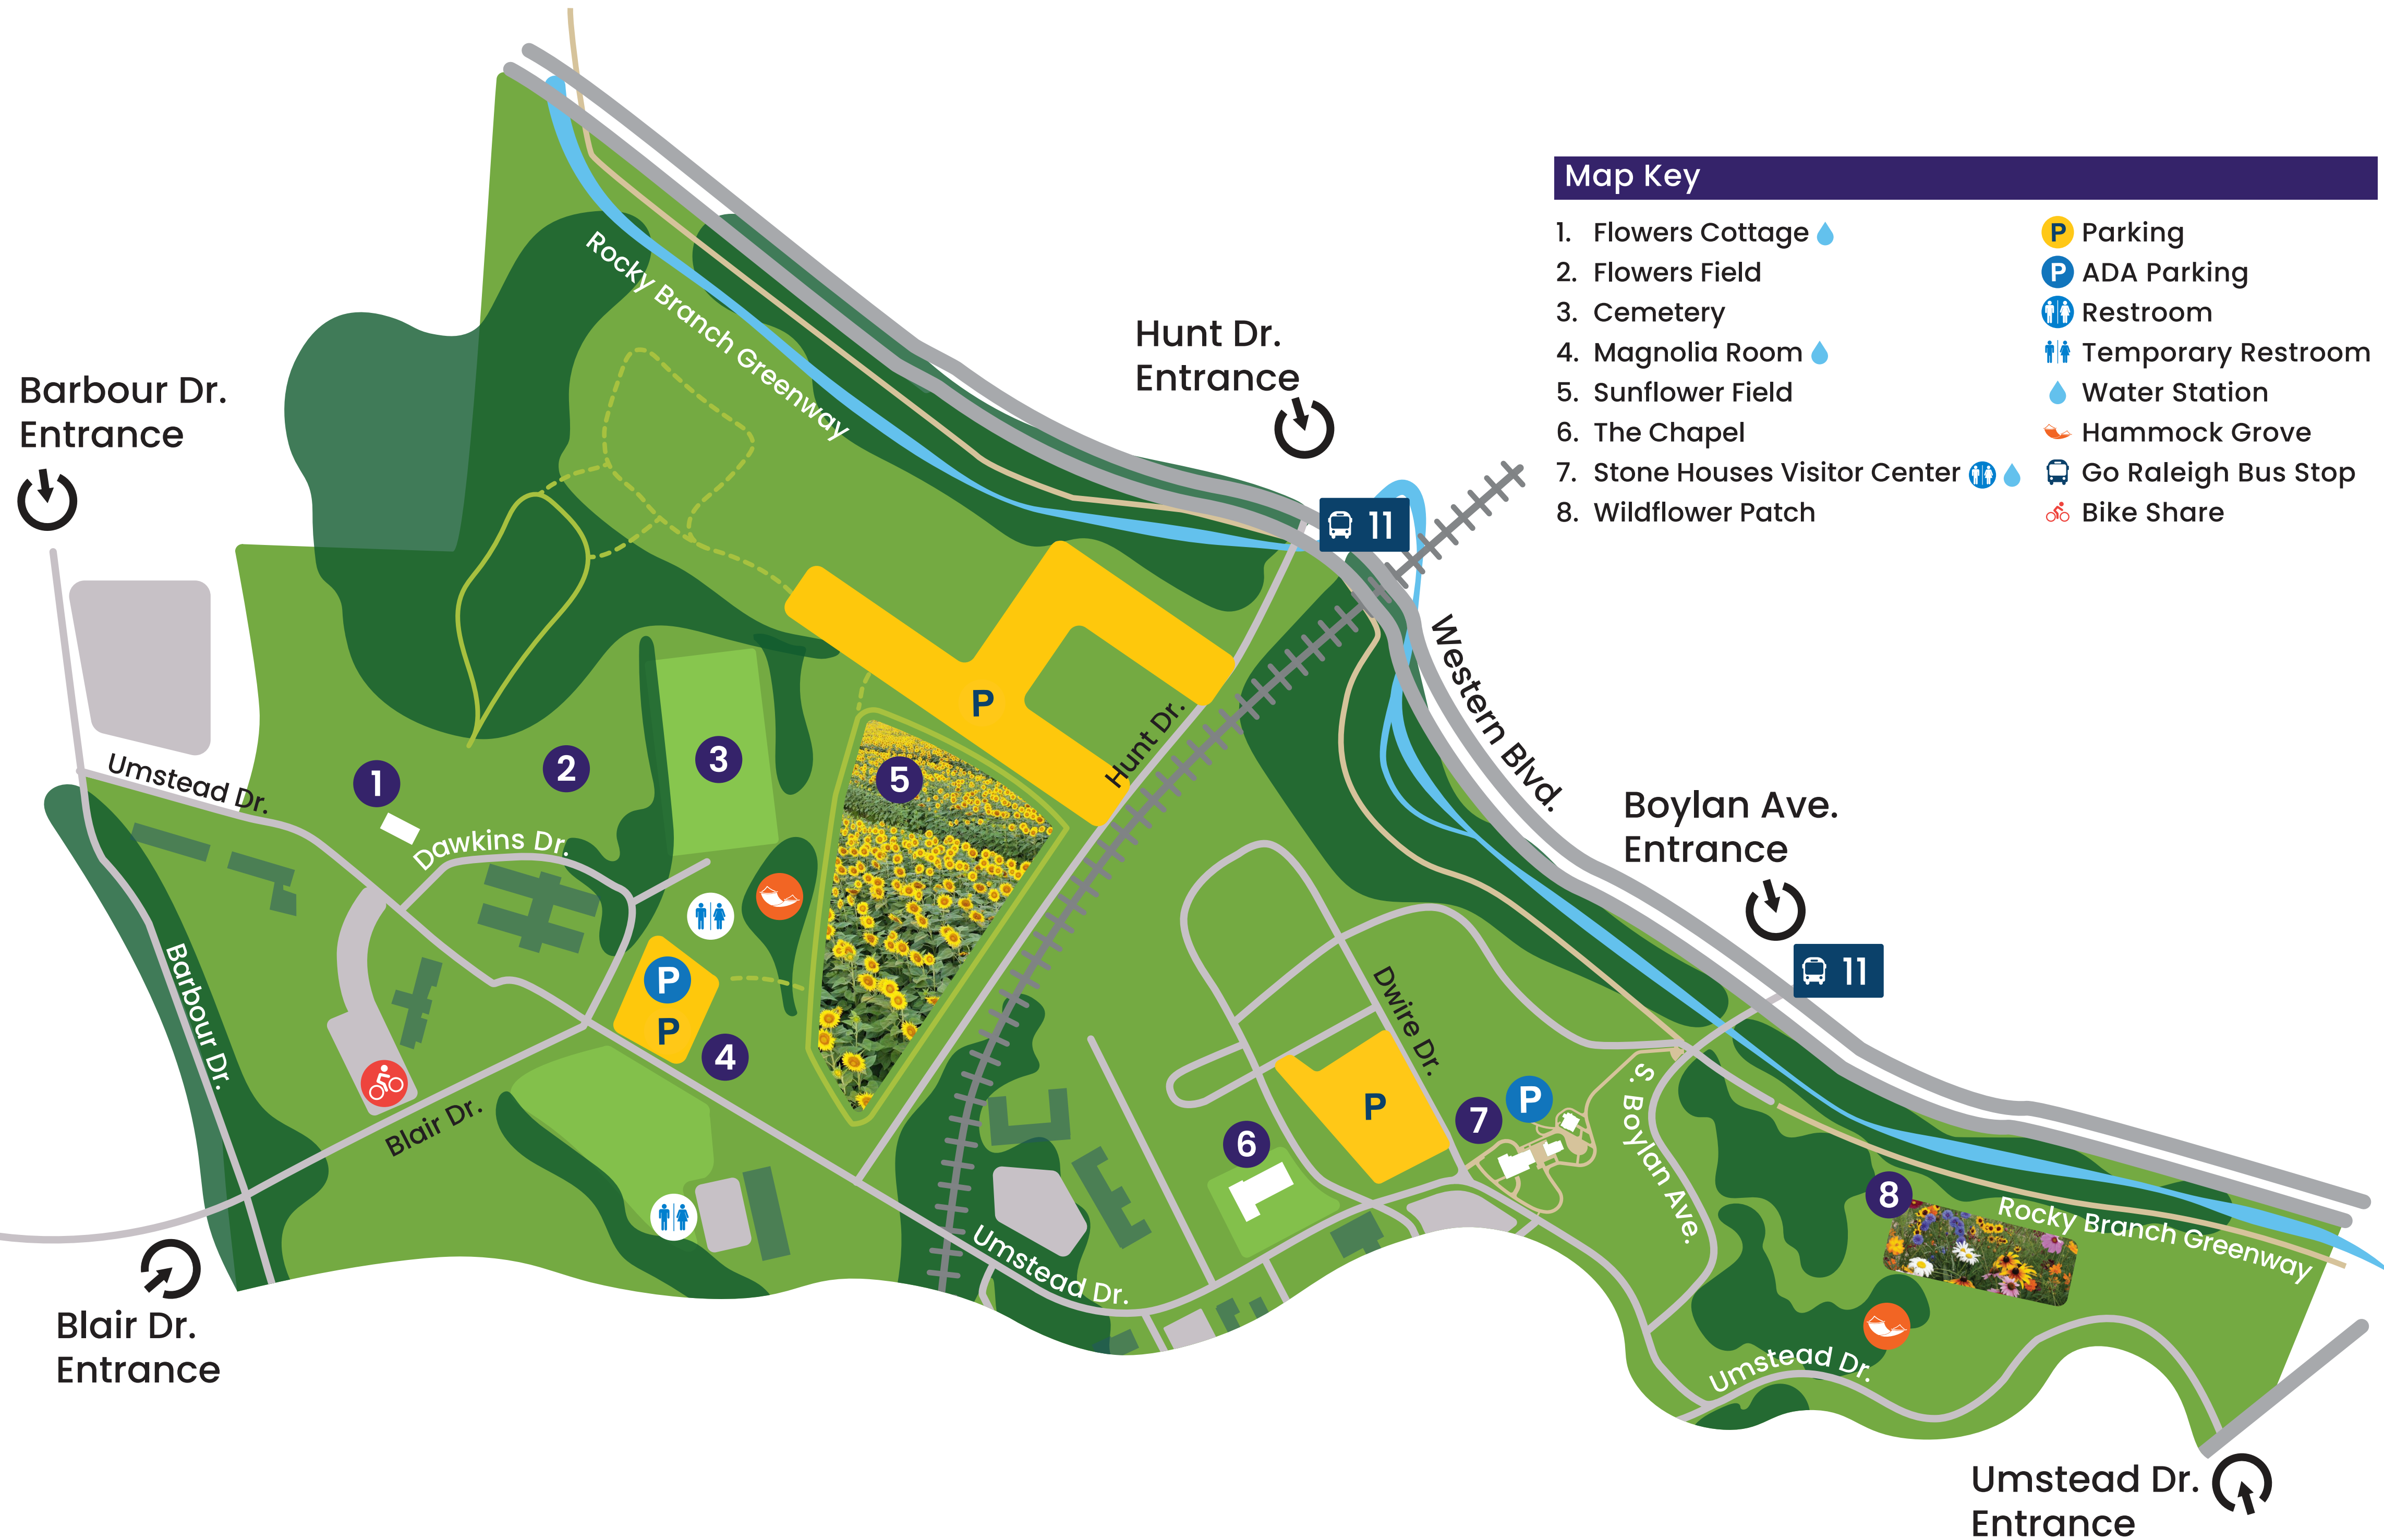 Map Key
1. Flowers Cottage
2. Flowers Field
3. Cemetery
4. Magnolia Room
5. Sunflower Field
6. The Chapel
7. Stone Houses Visitor Center
8. Wildflower Patch
P Parking
P ADA Parking
Restroom
Temporary Restroom
Water Station
Hammock Grove
Go Raleigh Bus Stop
Bike Share
Rocky Branch Greenway
Hunt Dr.
Entrance
Barbour Dr.
Entrance
11
Western Blvd.
P
Hunt Dr.
Umstead Dr.
1
2
3
5
Dawkins Dr.
Boylan Ave.
Entrance
11
Barbour Dr.
P
P
4
Dwire Dr.
P
Blair Dr.
6
7
P
S. Boylan Ave.
8
Rocky Branch Greenway
Umstead Dr.
Blair Dr.
Entrance
Umstead Dr.
Umstead Dr.
Entrance